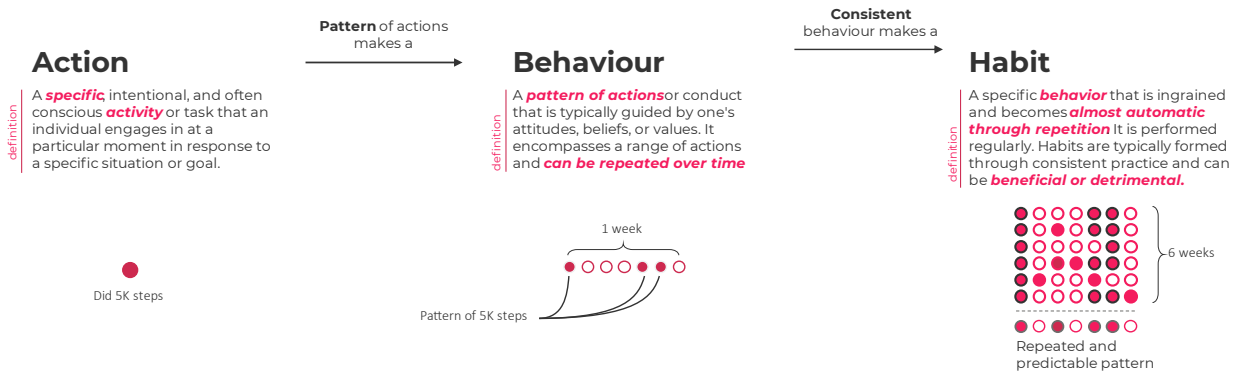 Pattern of actions
makes a
Consistent
behaviour makes a
Action
definition
A specific, intentional, and often
conscious activity or task that an
individual engages in at a
particular moment in response to
a specific situation or goal.
Did 5K steps
Behaviour
definition
A pattern of actions or conduct
that is typically guided by one's
attitudes, beliefs, or values. It
encompasses a range of actions
and can be repeated over time
1 week
Pattern of 5K steps
Habit
definition
A specific behavior that is ingrained
and becomes almost automatic
through repetition It is performed
regularly. Habits are typically formed
through consistent practice and can
be beneficial or detrimental.
6 weeks
Repeated and
predictable pattern